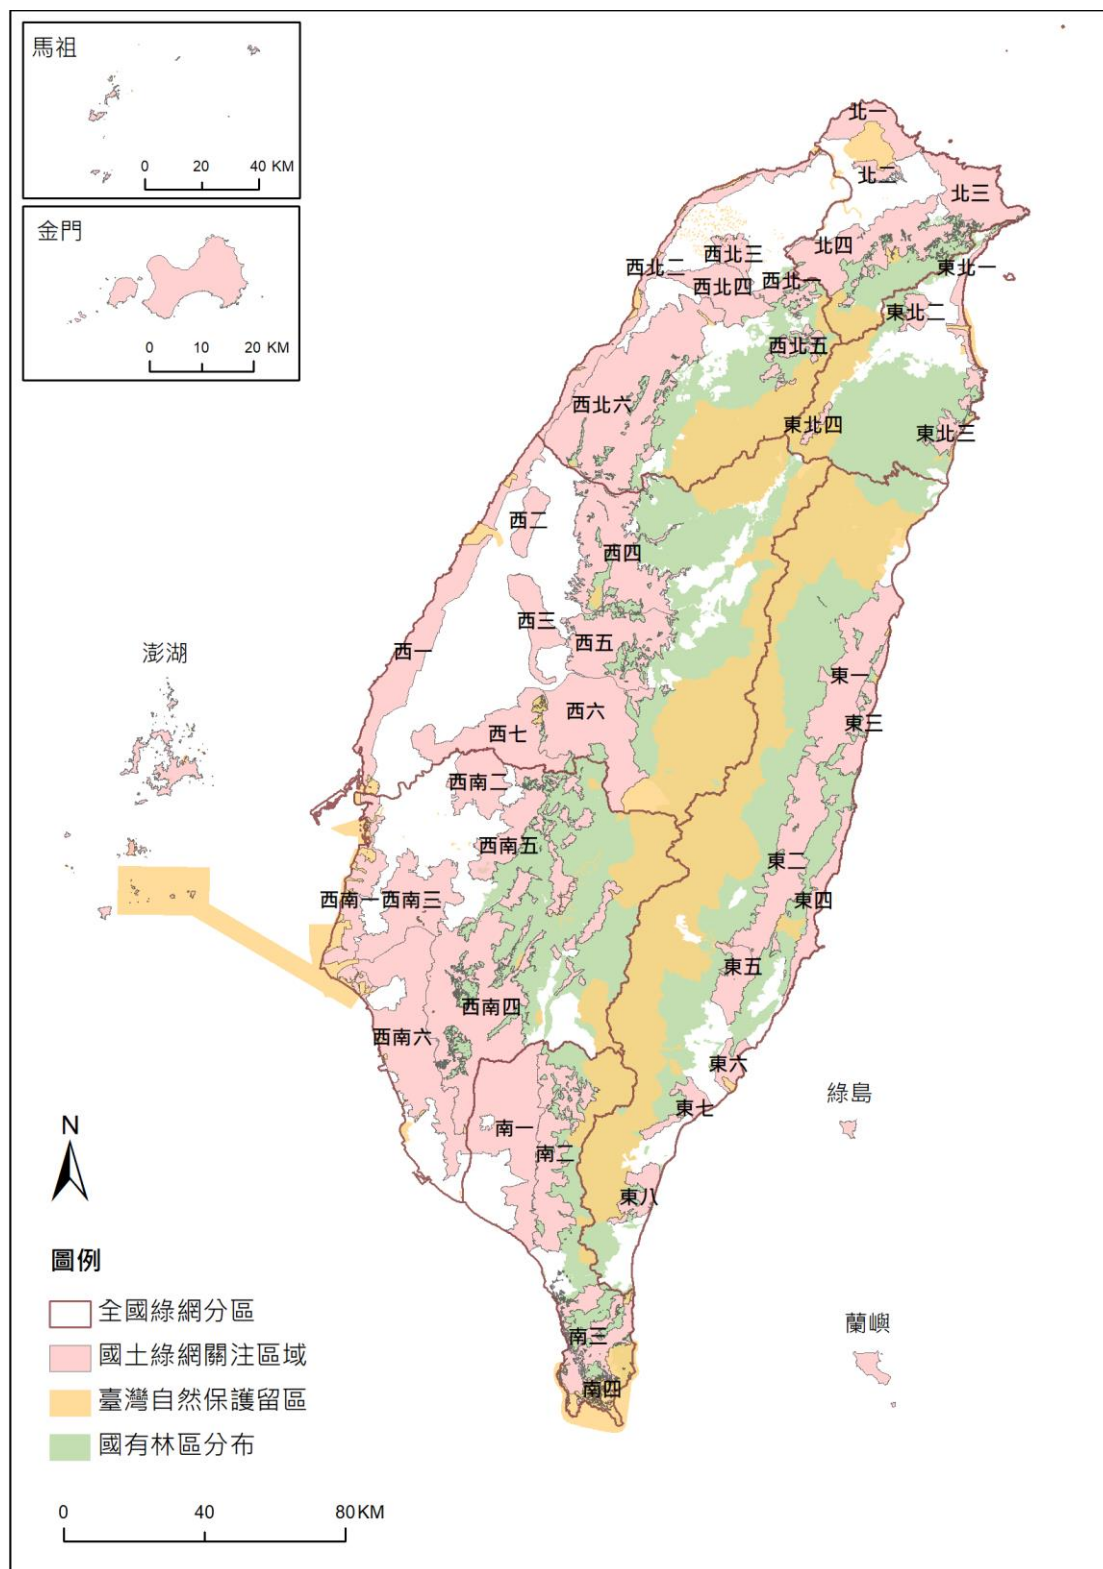 馬祖
0 20 40 KM
金門
0 10 20 KM
北一
北二
北三
北四
西北三
西北二
西北四
西北一
東北一
東北二
西北五
西北六
東北四
東北三
西二
西四
西三
西五
西一
澎湖
東一
西六
東三
西七
西南二
西南五
東二
西南一
西南三
東四
東五
西南四
西南六
東六
綠島
東七
南一
南二
東八
N
圖例
全國綠網分區
國土綠網關注區域
臺灣自然保護留區
國有林區分布
蘭嶼
南三
南四
0 40 80 KM